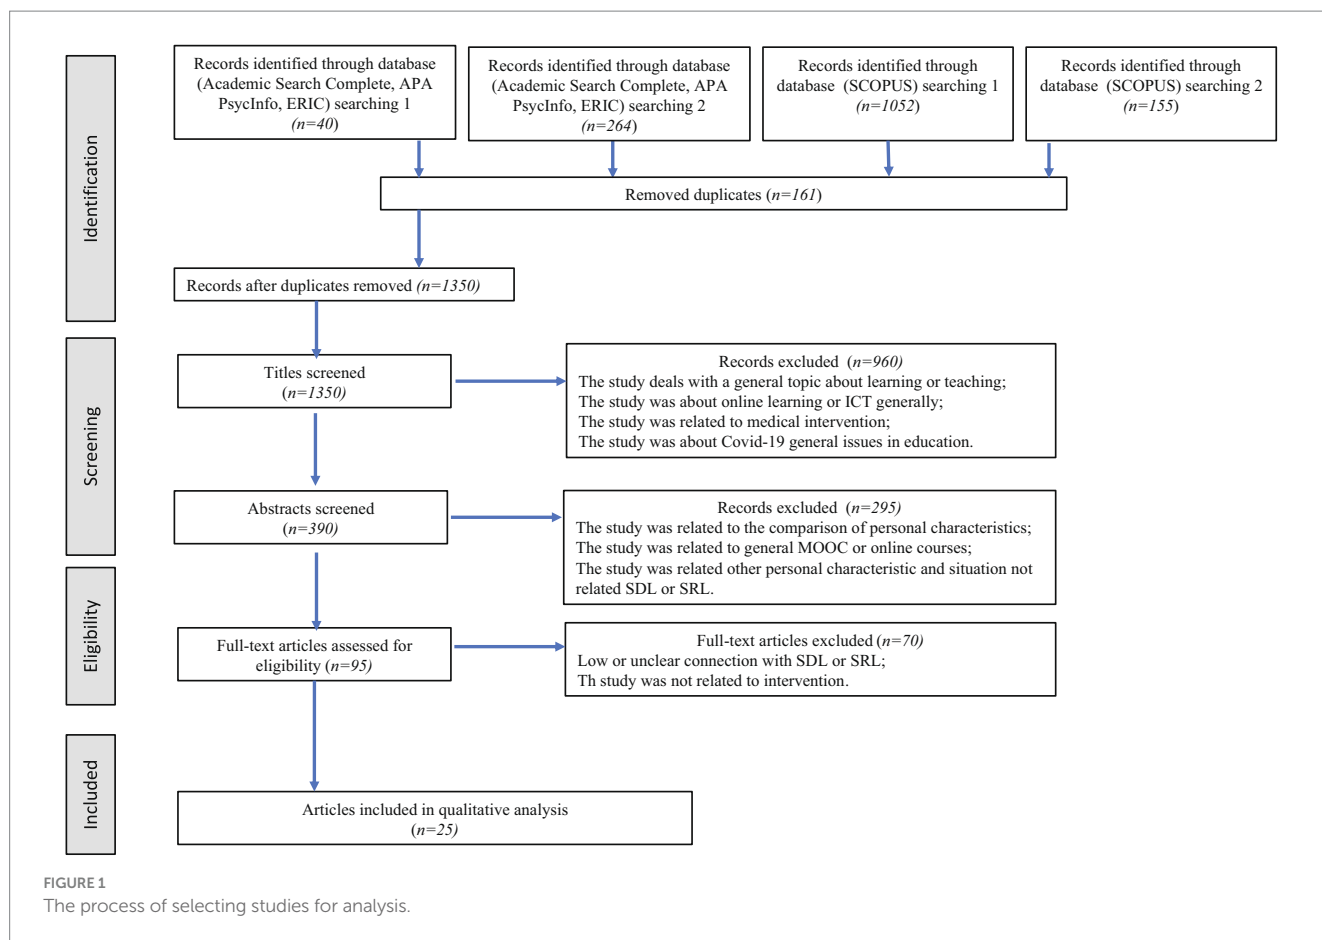 Identification
Records identified through database
(Academic Search Complete, APA
PsycInfo, ERIC) searching 1
(n=40)
Records identified through database
(Academic Search Complete, APA
PsycInfo, ERIC) searching 2
(n=264)
Records identified through
database (SCOPUS) searching 1
(n=1052)
Records identified through
database (SCOPUS) searching 2
(n=155)
Removed duplicates (n=161)
Records after duplicates removed (n=1350)
Screening
Titles screened
(n=1350)
Records excluded (n=960)
The study deals with a general topic about learning or teaching;
The study was about online learning or ICT generally;
The study was related to medical intervention;
The study was about Covid-19 general issues in education.
Abstracts screened
(n=390)
Records excluded (n=295)
The study was related to the comparison of personal characteristics;
The study was related to general MOOC or online courses;
The study was related other personal characteristic and situation not
related SDL or SRL.
Eligibility
Full-text articles assessed for
eligibility (n=95)
Full-text articles excluded (n=70)
Low or unclear connection with SDL or SRL;
Th study was not related to intervention.
Included
Articles included in qualitative analysis
(n=25)
FIGURE 1
The process of selecting studies for analysis.